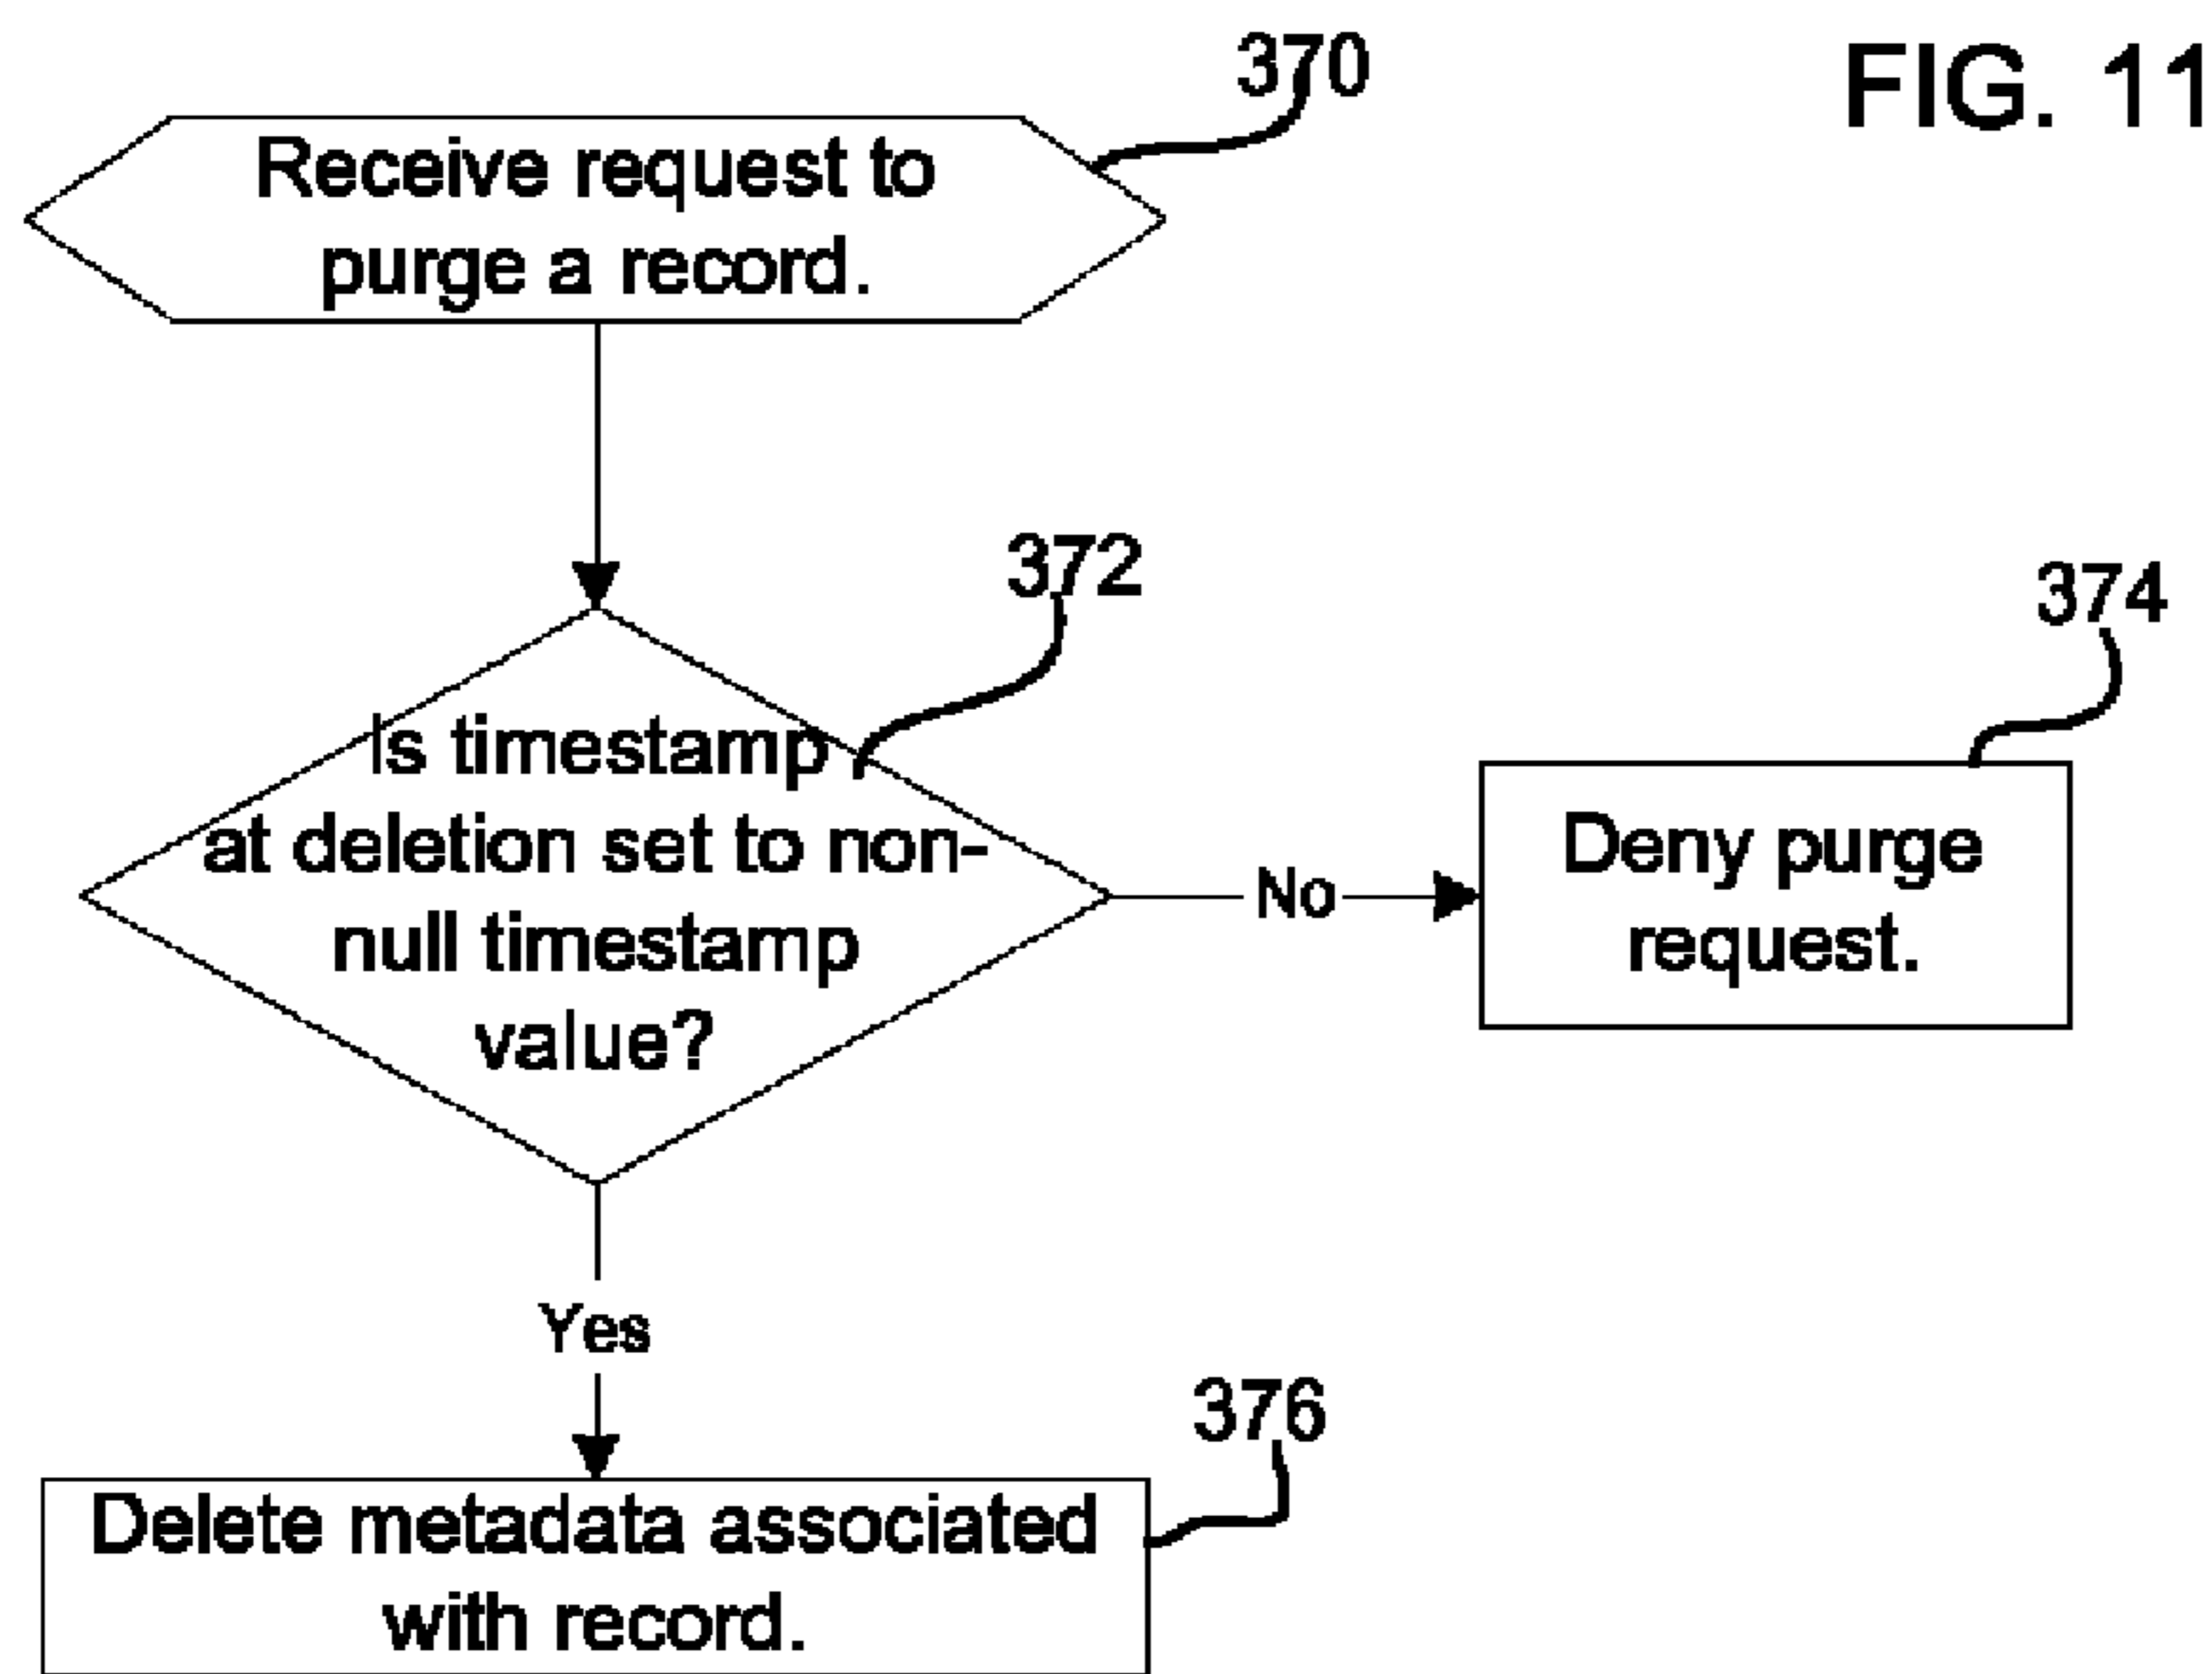 370
FIG. 11
Receive request to
purge a record.
372
374
Is timestamp
at deletion set to non-
null timestamp
value?
No
Deny purge
request.
Yes
376
Delete metadata associated
with record.